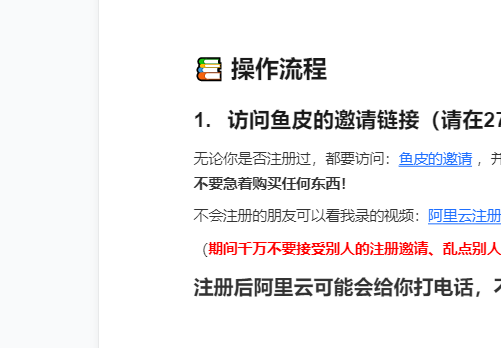 操作流程
1. 访问鱼皮的邀请链接（请在27
无论你是否注册过，都要访问：鱼皮的邀请 ，并
不要急着购买任何东西！
不会注册的朋友可以看我录的视频：阿里云注册
（期间千万不要接受别人的注册邀请、乱点别人
注册后阿里云可能会给你打电话，不